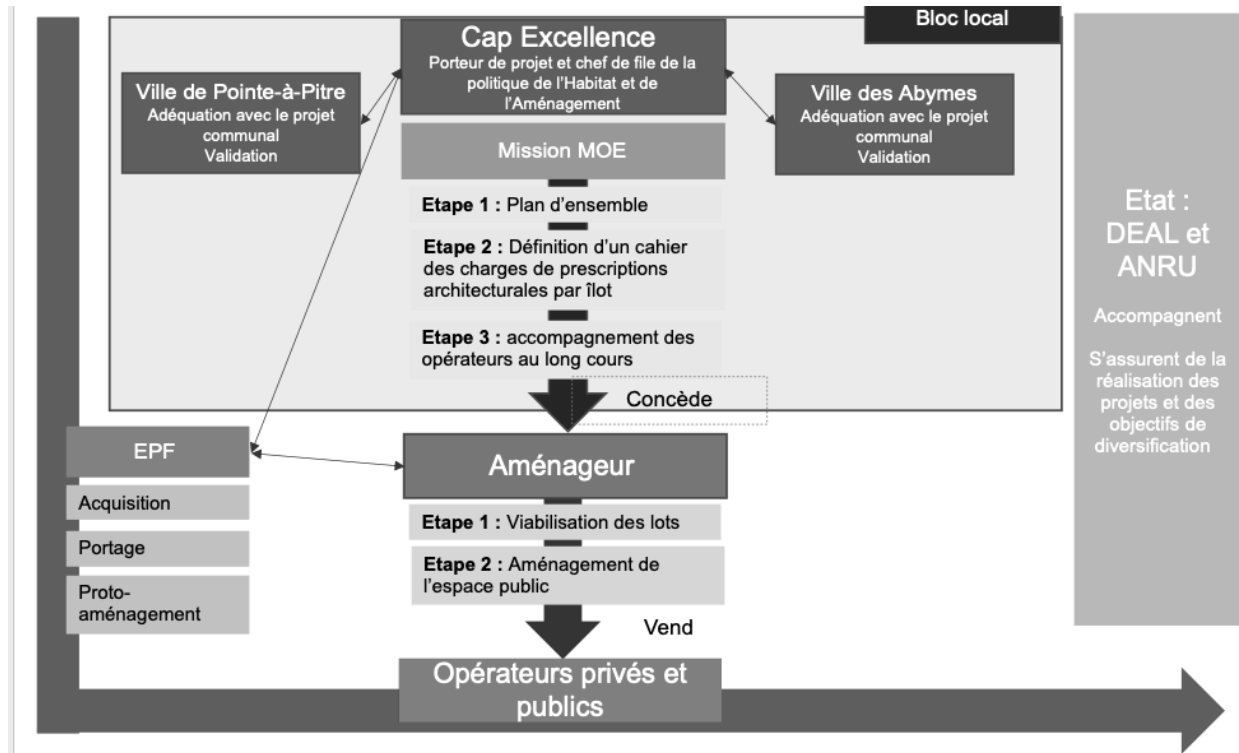 Bloc local
Cap Excellence
Porteur de projet et chef de file de la
politique de l'Habitat et de
l'Aménagement
Ville de Pointe-à-Pitre
Adéquation avec le projet
communal
Validation
Ville des Abymes
Adéquation avec le projet
communal
Validation
Mission MOE
Etape 1 : Plan d'ensemble
Etape 2 : Définition d'un cahier
des charges de prescriptions
architecturales par îlot
Etape 3 : accompagnement des
opérateurs au long cours
Concède
Etat :
DEAL et
ANRU
Accompagnent
S'assurent de la
réalisation des
projets et des
objectifs de
diversification
EPF
Acquisition
Portage
Proto-
aménagement
Aménageur
Etape 1 : Viabilisation des lots
Etape 2 : Aménagement de
l'espace public
Vend
Opérateurs privés et
publics